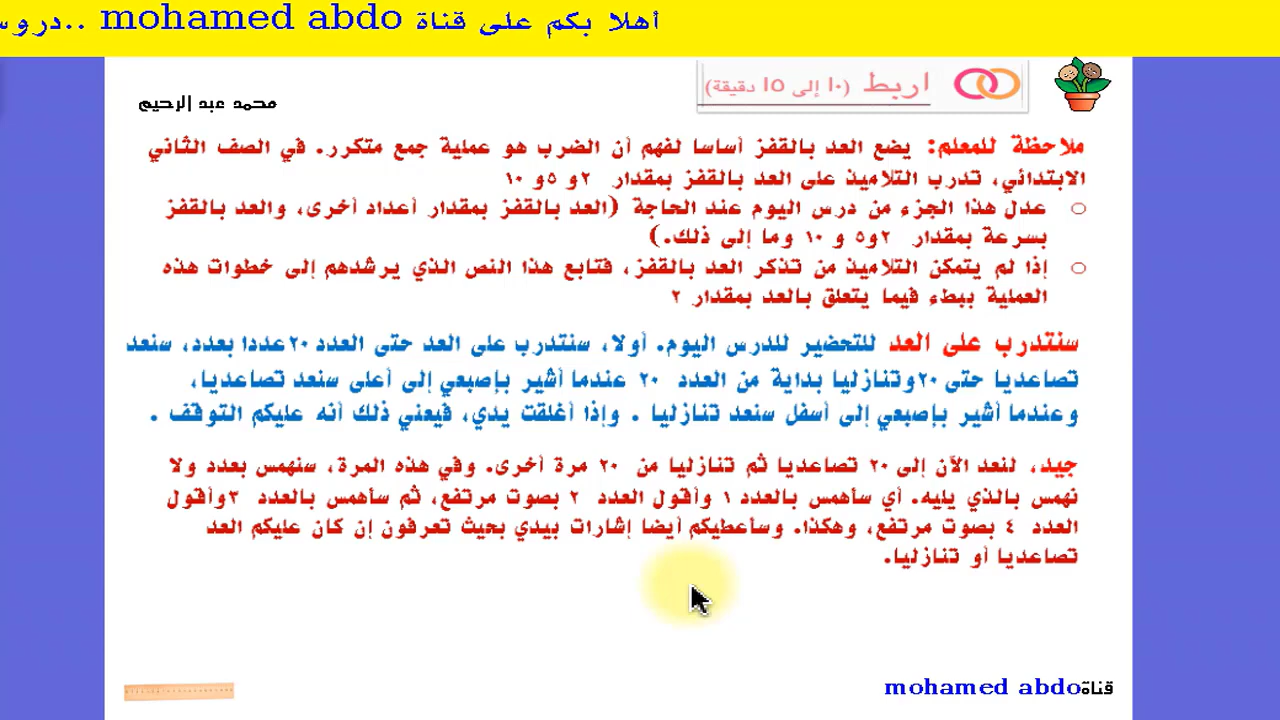 أهلا بكم على قناة mohamed abdo ..دروس
اربط (١٠ إلى ١٥ دقيقة)
محمد عبد الرحيم
ملاحظة للمعلم: يضع العد بالقفز أساسا لفهم أن الضرب هو عملية جمع متكرر. في الصف الثاني
الابتدائي، تدرب التلاميذ على العد بالقفز بمقدار ٢ و ٥و ١٠
○ عدل هذا الجزء من درس اليوم عند الحاجة (العد بالقفز بمقدار أعداد أخرى، والعد بالقفز
بسرعة بمقدار ٢و٥ و ١٠ وما إلى ذلك.)
○ إذا لم يتمكن التلاميذ من تذكر العد بالقفز، فتابع هذا النص الذي يرشدهم إلى خطوات هذه
العملية ببطء فيما يتعلق بالعد بمقدار ٢
سنتدرب على العد للتحضير للدرس اليوم. أولا، سنتدرب على العد حتى العدد ٢٠ عددا بعدد، سنعد
تصاعديا حتى ٢٠وتنازليا بداية من العدد ٢٠ عندما أشير بإصبعي إلى أعلى سنعد تصاعديا،
وعندما أشير بإصبعي إلى أسفل سنعد تنازليا . وإذا أغلقت يدي، فيعني ذلك أنه عليكم التوقف .
جيد، لنعد الآن إلى ٢٠ تصاعديا ثم تنازليا من ٢٠ مرة أخرى. وفي هذه المرة، سنهمس بعدد ولا
نهمس بالذي يليه. أي سأهمس بالعدد ١ وأقول العدد ٢ بصوت مرتفع، ثم سأهمس بالعدد ٣وأقول
العدد ٤ بصوت مرتفع، وهكذا. وسأعطيكم أيضا إشارات بيدي بحيث تعرفون إن كان عليكم العد
تصاعديا أو تنازليا.
قناة mohamed abdo